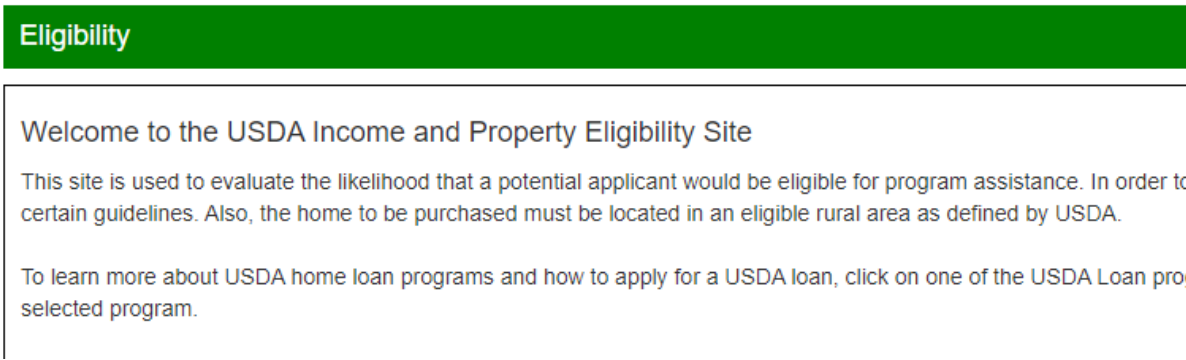 Eligibility
Welcome to the USDA Income and Property Eligibility Site
This site is used to evaluate the likelihood that a potential applicant would be eligible for program assistance. In order to
certain guidelines. Also, the home to be purchased must be located in an eligible rural area as defined by USDA.
To learn more about USDA home loan programs and how to apply for a USDA loan, click on one of the USDA Loan
selected program.